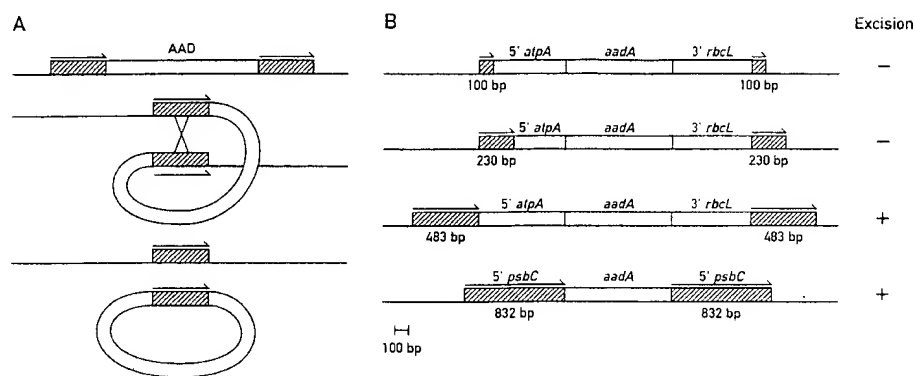 A
AAD
B
Excision
5' atpA aadA 3' rbcL
100 bp 100 bp
–
5' atpA aadA 3' rbcL
230 bp 230 bp
–
5' atpA aadA 3' rbcL
483 bp 483 bp
+
5' psbC aadA 5' psbC
832 bp 832 bp
+
100 bp